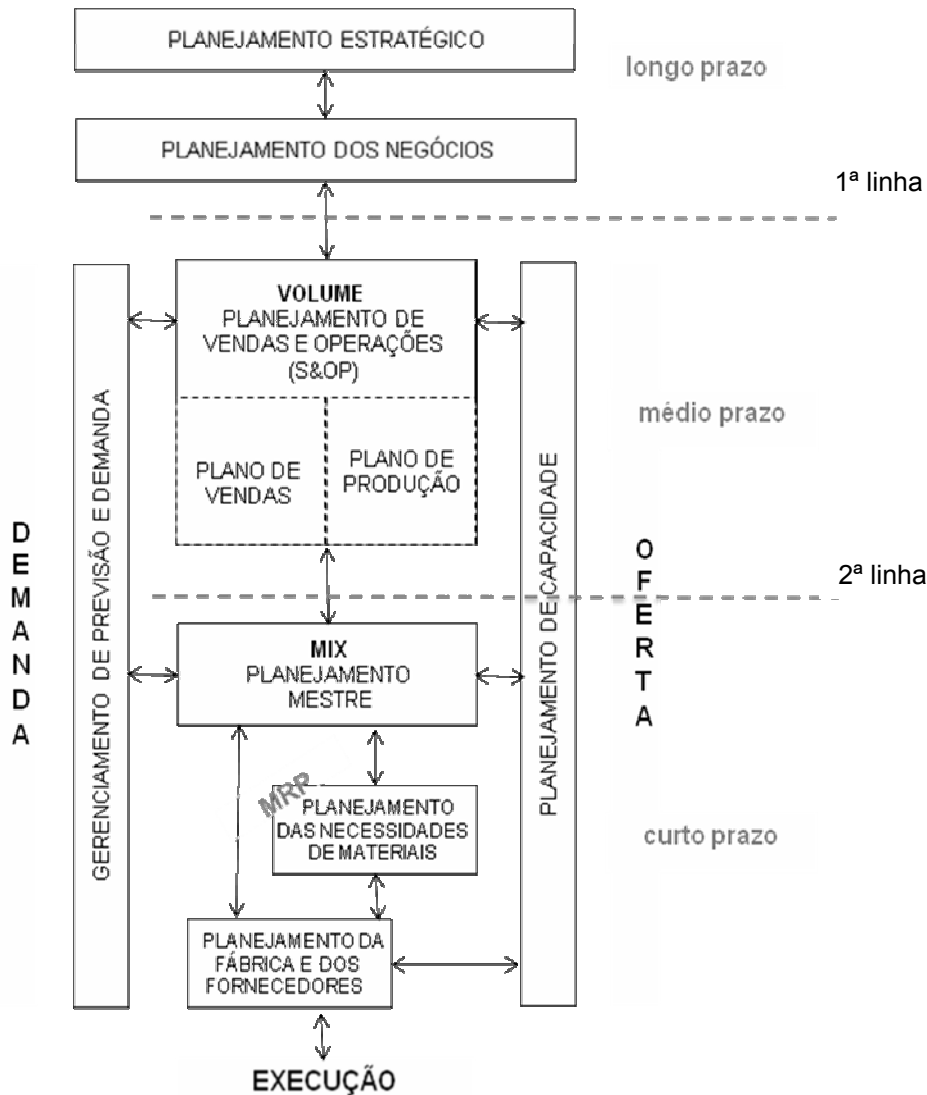 PLANEJAMENTO ESTRATÉGICO
longo prazo
PLANEJAMENTO DOS NEGÓCIOS
1ª linha
VOLUME
PLANEJAMENTO DE
VENDAS E OPERAÇÕES
(S&OP)
PLANO DE
VENDAS
PLANO DE
PRODUÇÃO
médio prazo
DEMANDA
GERENCIAMENTO DE PREVISÃO E DEMANDA
PLANEJAMENTO DE CAPACIDADE
OFERTA
2ª linha
MIX
PLANEJAMENTO
MESTRE
MRP
PLANEJAMENTO
DAS NECESSIDADES
DE MATERIAIS
curto prazo
PLANEJAMENTO DA
FÁBRICA E DOS
FORNECEDORES
EXECUÇÃO